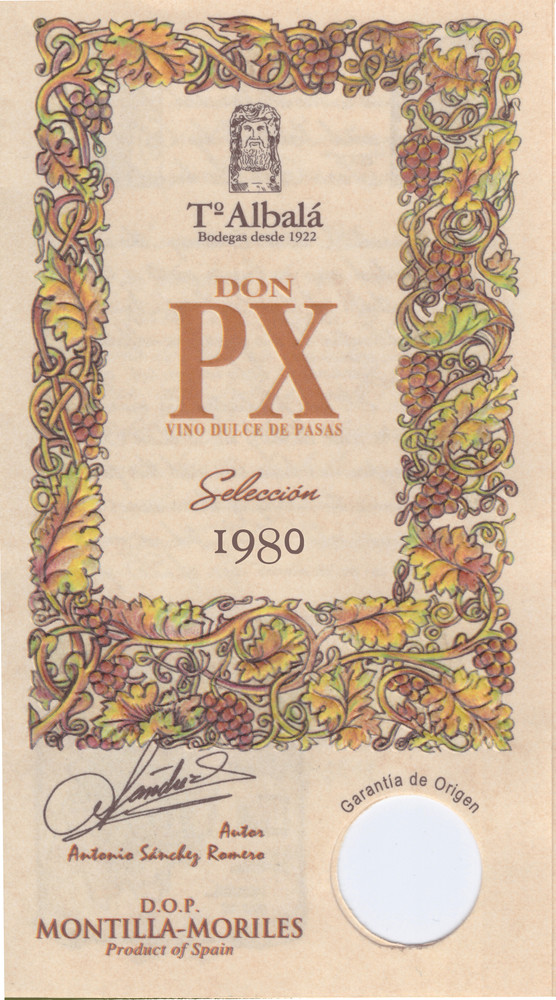 Tº Albalá
Bodegas desde 1922
DON
PX
VINO DULCE DE PASAS
Selección
1980
Garantía de Origen
Autor
Antonio Sánchez Romero
D.O.P.
MONTILLA-MORILES
Product of Spain